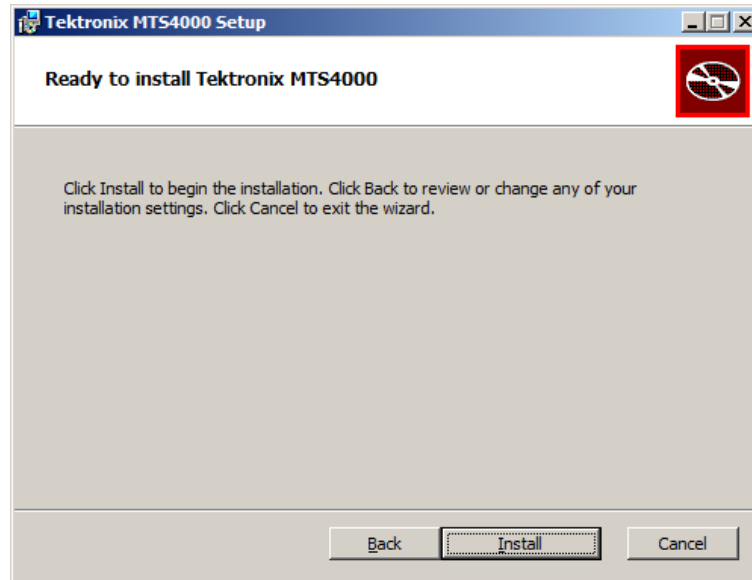 Tektronix MTS4000 Setup
Ready to install Tektronix MTS4000
Click Install to begin the installation. Click Back to review or change any of your
installation settings. Click Cancel to exit the wizard.
Back Install Cancel